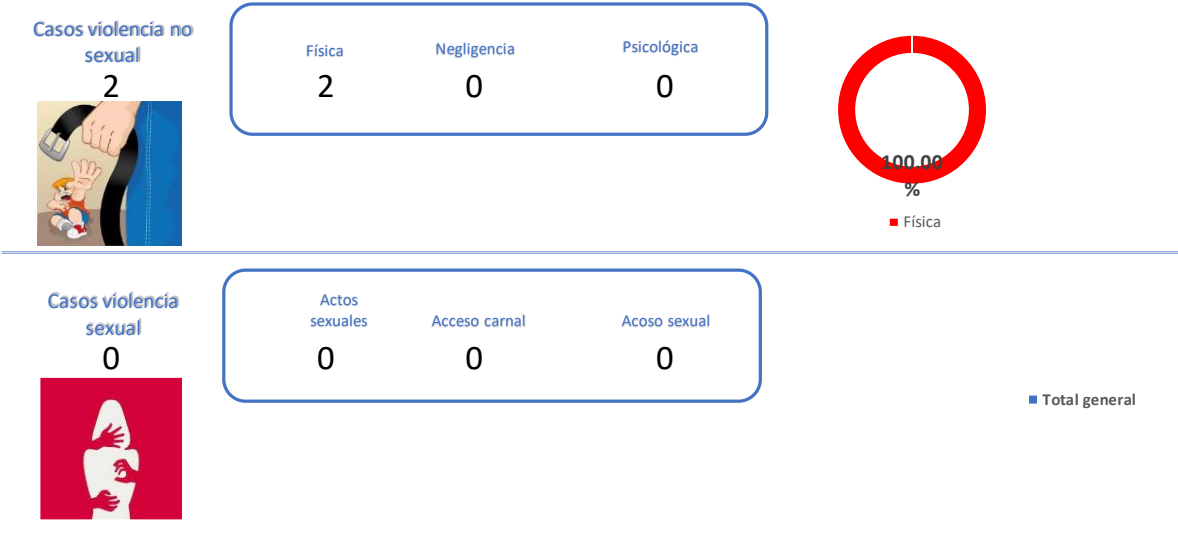 Casos violencia no
sexual
2
Física
Negligencia
Psicológica
2
0
0
100.00
%
Física
Casos violencia
sexual
0
Actos
sexuales
Acceso carnal
Acoso sexual
0
0
0
Total general